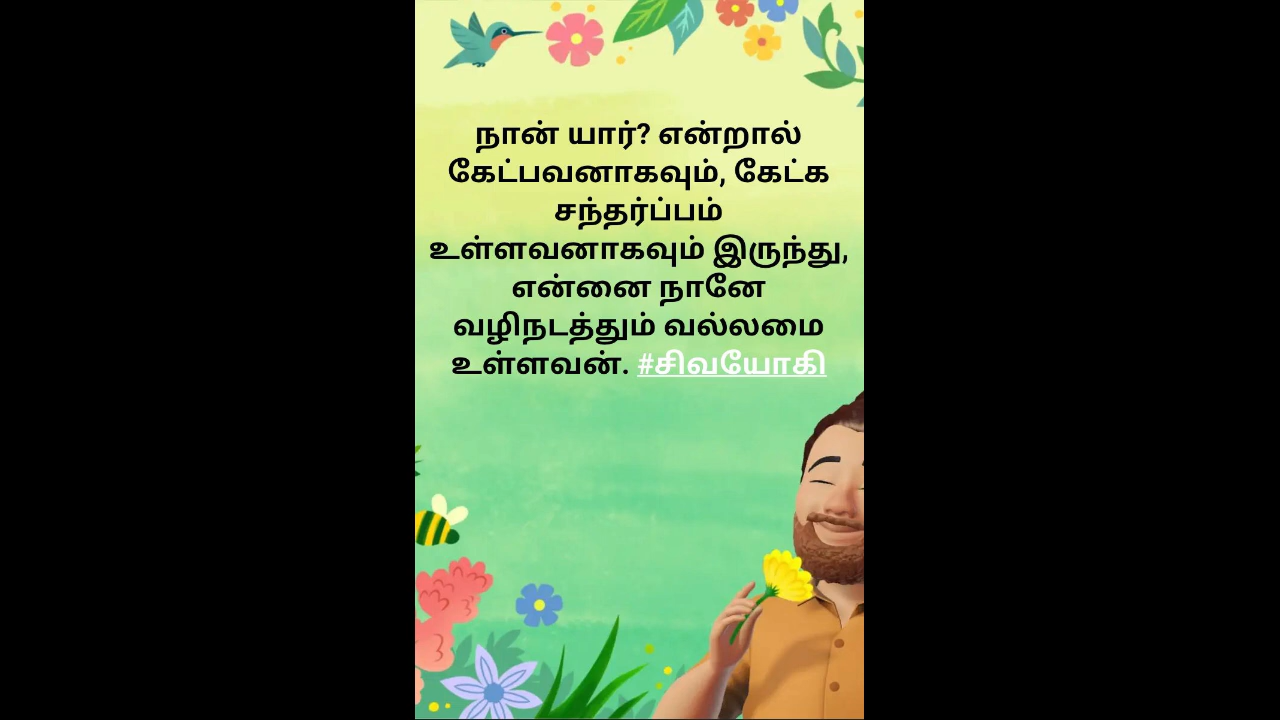 நான் யார்? என்றால்
கேட்பவனாகவும், கேட்க
சந்தர்ப்பம்
உள்ளவனாகவும் இருந்து,
என்னை நானே
வழிநடத்தும் வல்லமை
உள்ளவன். #சிவயோகி